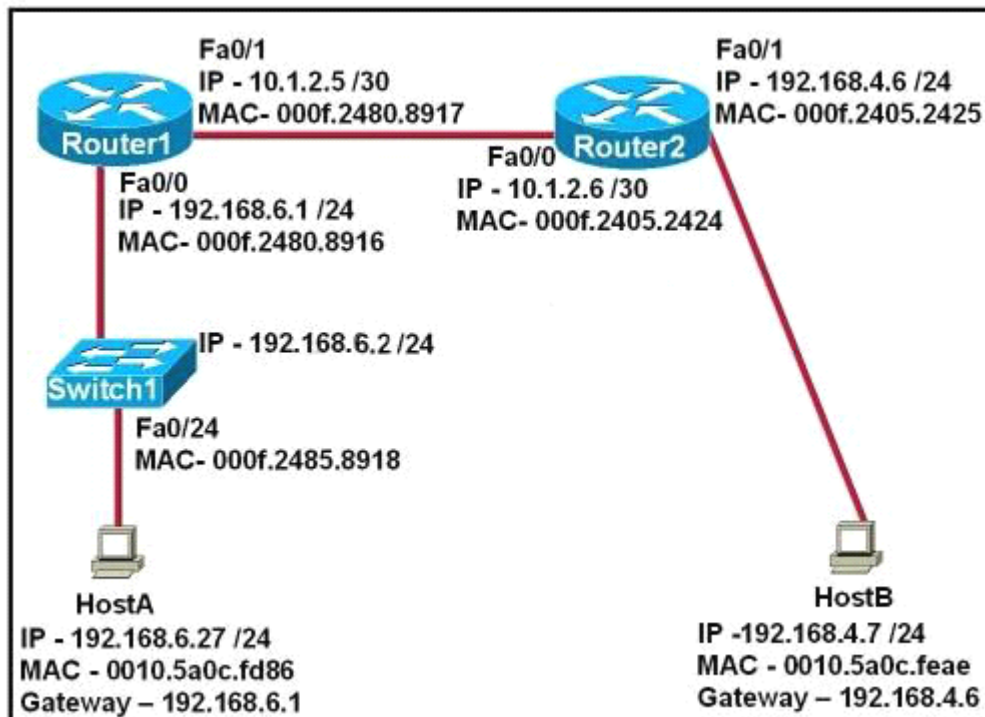 Fa0/1
IP - 10.1.2.5 /30
MAC- 000f.2480.8917
Router1
Fa0/1
IP - 192.168.4.6 /24
MAC- 000f.2405.2425
Router2
Fa0/0
IP - 10.1.2.6 /30
MAC- 000f.2405.2424
Fa0/0
IP - 192.168.6.1 /24
MAC- 000f.2480.8916
IP - 192.168.6.2 /24
Switch1
Fa0/24
MAC- 000f.2485.8918
HostA
IP - 192.168.6.27 /24
MAC - 0010.5a0c.fd86
Gateway – 192.168.6.1
HostB
IP -192.168.4.7 /24
MAC - 0010.5a0c.feae
Gateway – 192.168.4.6